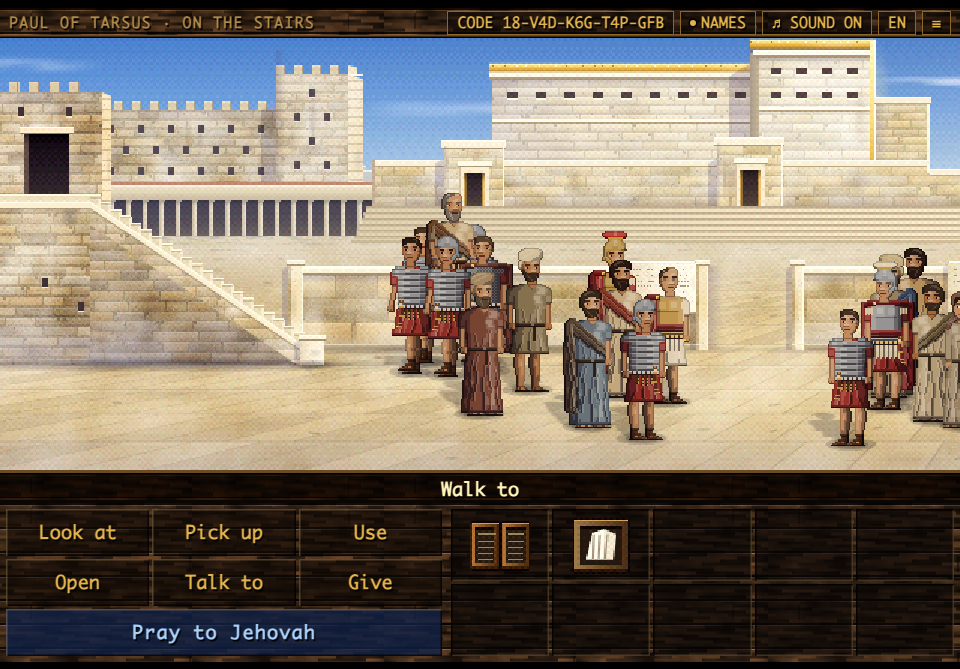 PAUL OF TARSUS · ON THE STAIRS
CODE 18-V4D-K6G-T4P-GFB
• NAMES
♬ SOUND ON
EN
≡
Walk to
Look at
Pick up
Use
Open
Talk to
Give
Pray to Jehovah